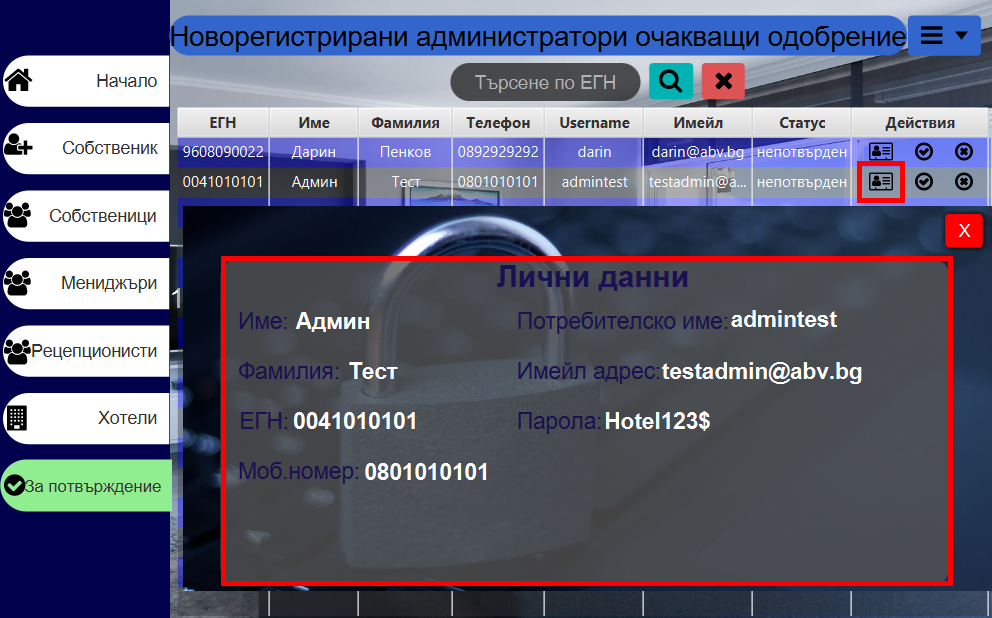 Новорегистрирани администратори очакващи одобрение
Начало
Собственик
Собственици
Мениджъри
Рецепционисти
Хотели
За потвърждение
Търсене по ЕГН
ЕГН Име Фамилия Телефон Username Имейл Статус Действия
9608090022 Дарин Пенков 0892929292 darin darin@abv.bg непотвърден
0041010101 Админ Тест 0801010101 admintest testadmin@a... непотвърден
X
1
Лични данни
Име: Админ Потребителско име: admintest
Фамилия: Тест Имейл адрес: testadmin@abv.bg
ЕГН: 0041010101 Парола: Hotel123$
Моб.номер: 0801010101